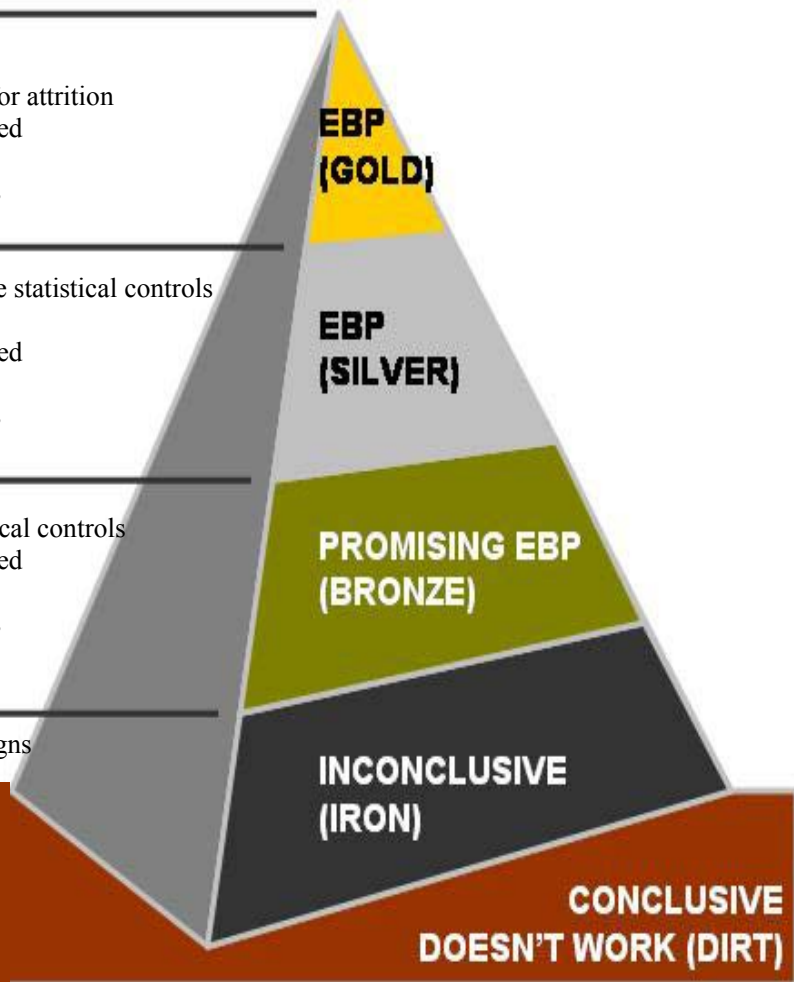 or attrition
ed
EBP
(GOLD)
e statistical controls
ed
EBP
(SILVER)
cal controls
ed
PROMISING EBP
(BRONZE)
gns
INCONCLUSIVE
(IRON)
CONCLUSIVE
DOESN'T WORK (DIRT)